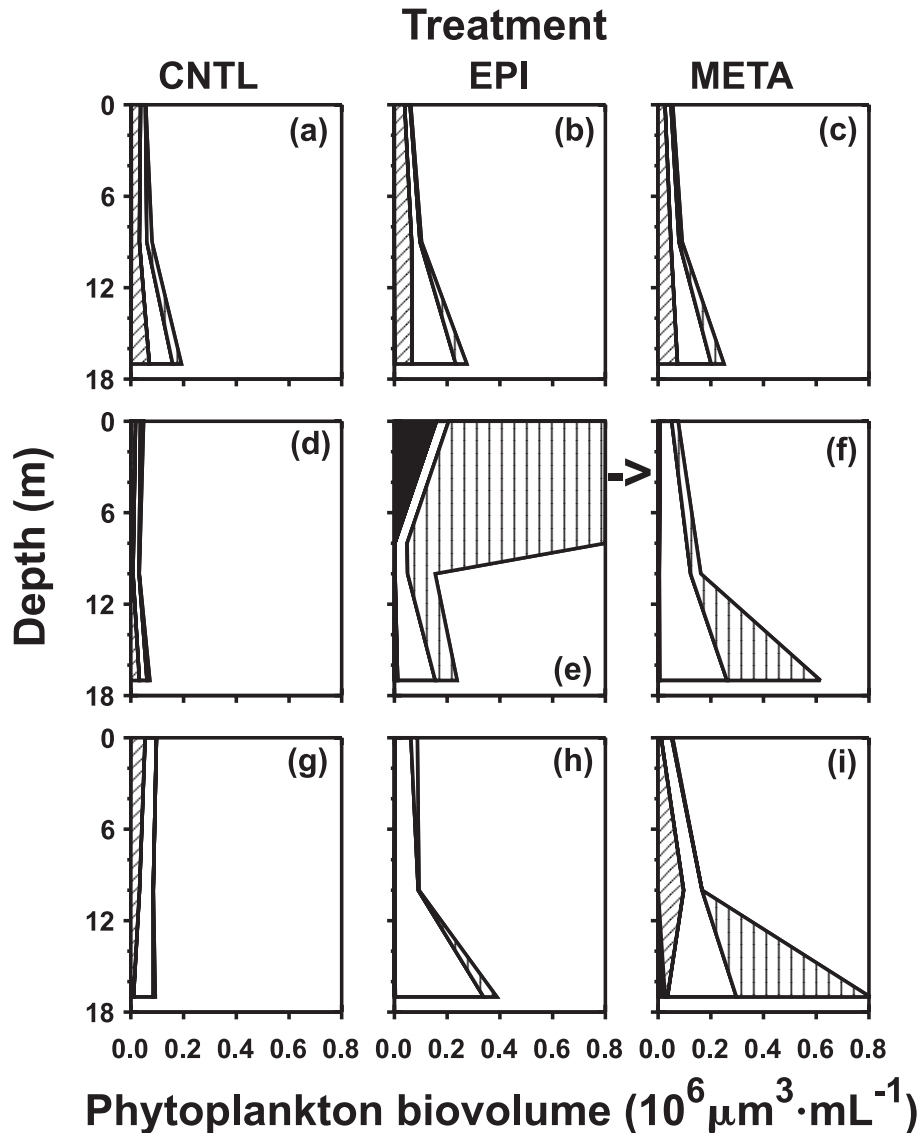 Treatment
CNTL EPI META
0 (a) (b) (c)
6
12
18
0 (d) (f)
->
6
12
(e)
18
0 (g) (h) (i)
6
12
18
0.0 0.2 0.4 0.6 0.8 0.0 0.2 0.4 0.6 0.8 0.0 0.2 0.4 0.6 0.8
Depth (m)
Phytoplankton biovolume (10⁶μm³·mL⁻¹)